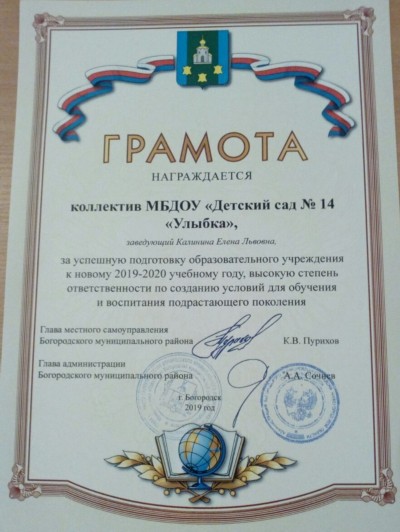 ГРАМОТА
НАГРАЖДАЕТСЯ
коллектив МБДОУ «Детский сад № 14
«Улыбка»,
заведующий Калинина Елена Львовна,
за успешную подготовку образовательного учреждения
к новому 2019-2020 учебному году, высокую степень
ответственности по созданию условий для обучения
и воспитания подрастающего поколения
Глава местного самоуправления
Богородского муниципального района К.В. Пурихов
Глава администрации
Богородского муниципального района А.А. Сочнев
г. Богородск
2019 год